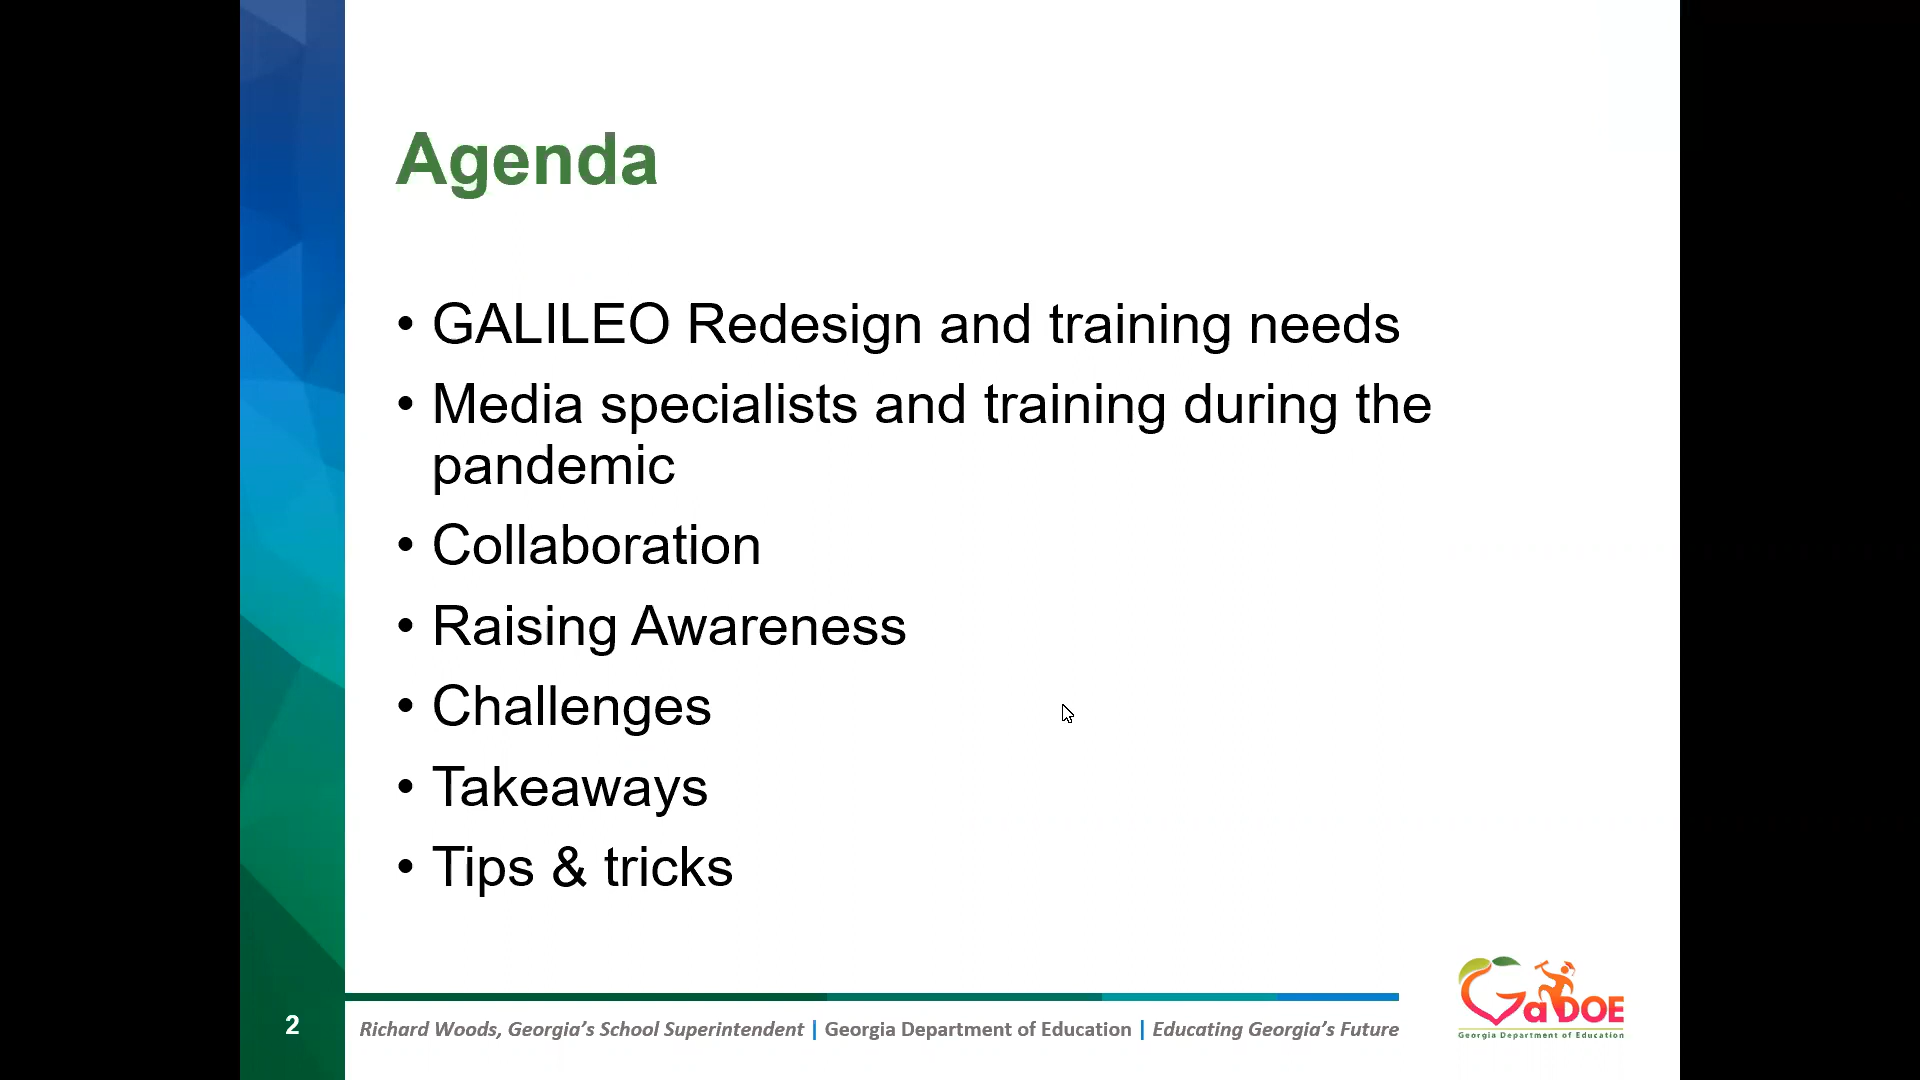 Agenda
• GALILEO Redesign and training needs
• Media specialists and training during the
pandemic
• Collaboration
• Raising Awareness
• Challenges
• Takeaways
• Tips & tricks
2
Richard Woods, Georgia’s School Superintendent | Georgia Department of Education | Educating Georgia’s Future
GaDOE
Georgia Department of Education